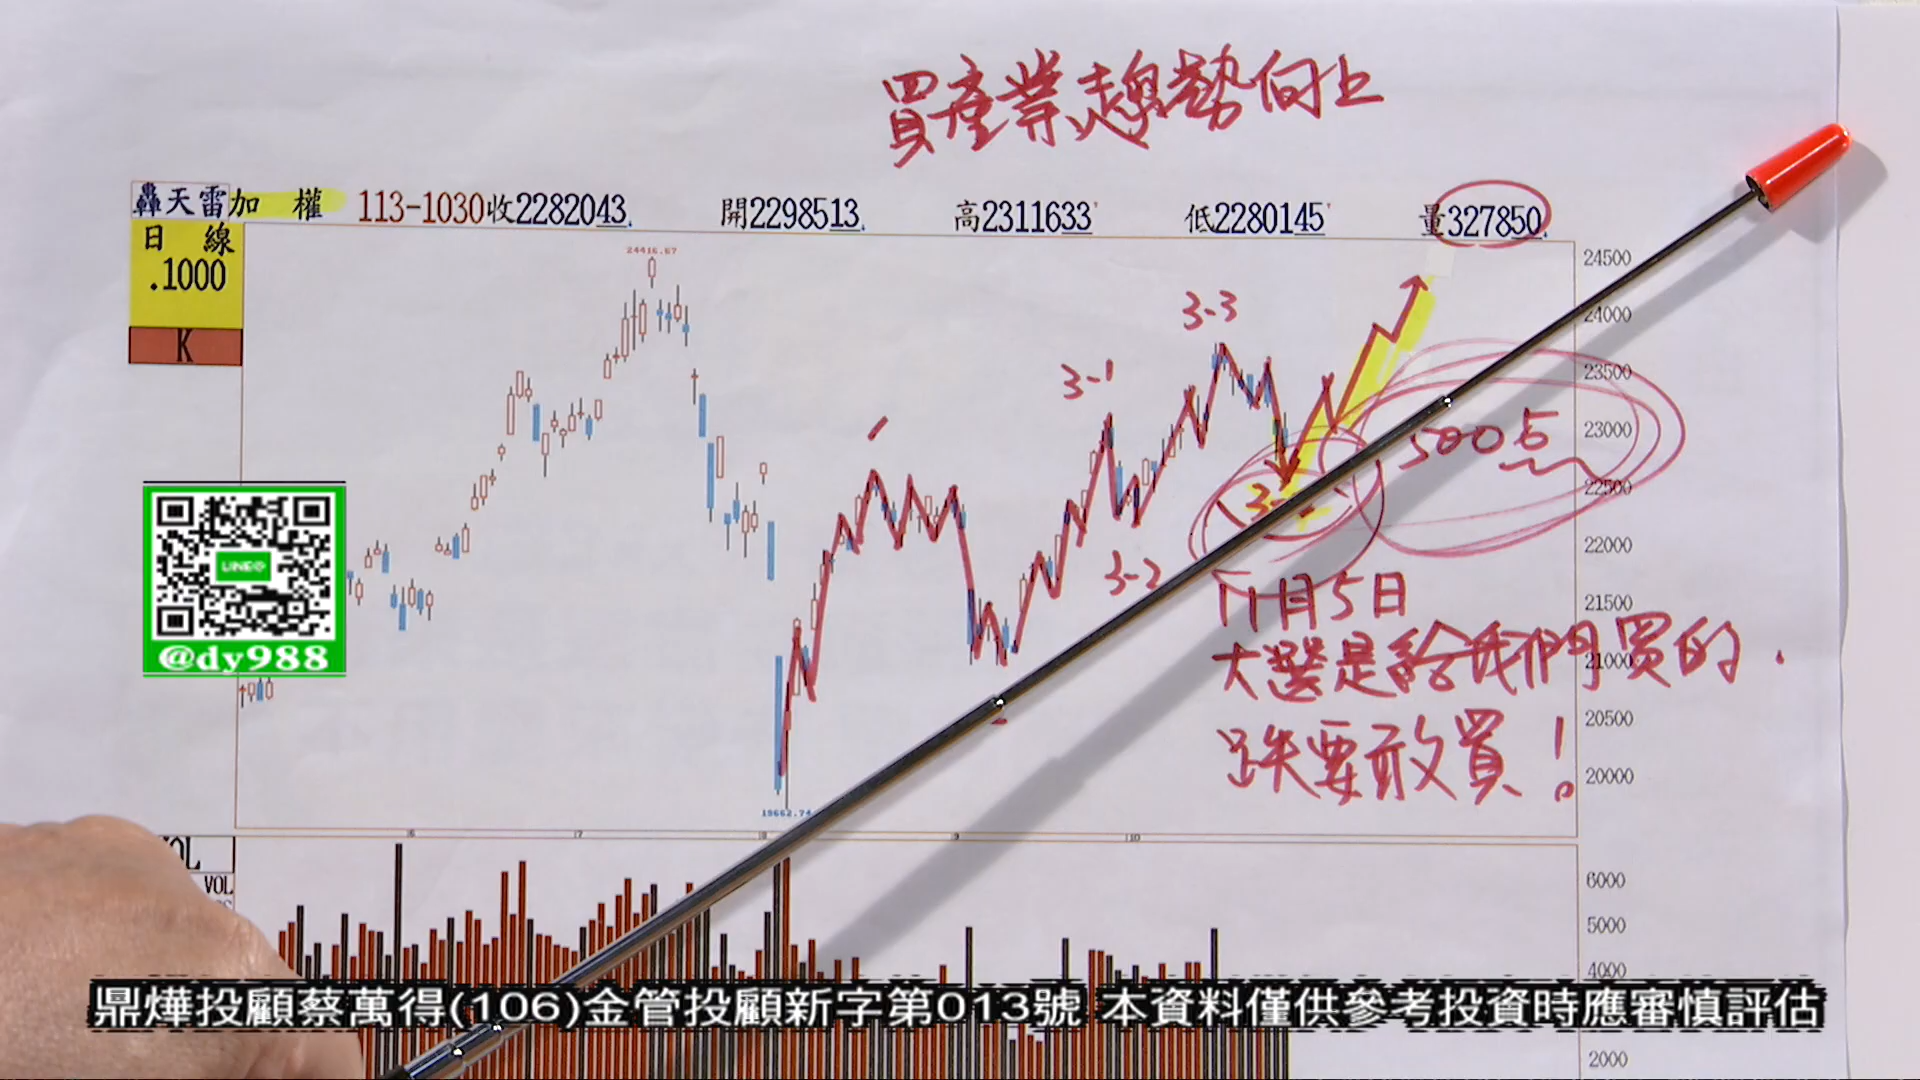 買產業趨勢向上
轟天雷加 權 113-1030收2282043 開2298513 高2311633 低2280145 量327850
日 線
.1000
K
24416.67
24500
24000
3-3
23500
3-1
23000
500点
22500
22000
3-2
11月5日
21500
大選是給我們買的.
21000
跌要敢買!
20500
20000
19662.74
LINE@
@dy988
6
7
9
10
VOL
6000
5000
4000
2000
鼎燁投顧蔡萬得(106)金管投顧新字第013號 本資料僅供參考投資時應審慎評估